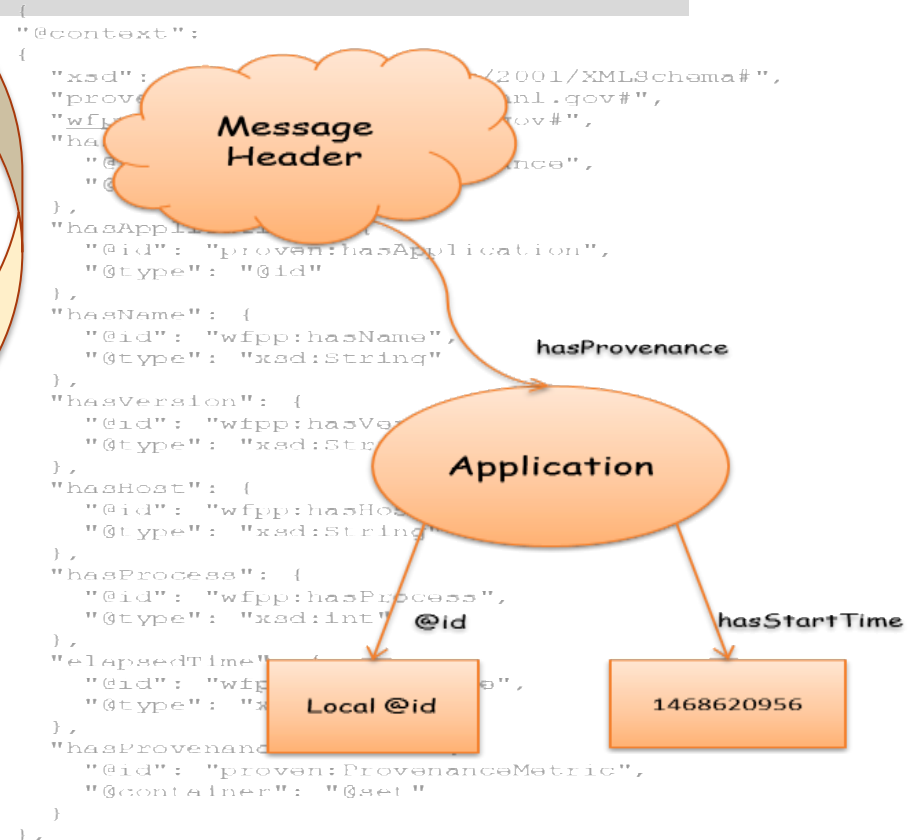 {
"@context":
{
"xsd": /2001/XMLSchema#",
"prove nl.gov#",
"wfp ov#",
"ha
"@ nce",
"@
},
"hasAppl {
"@id": "proven:hasApplication",
"@type": "@id"
},
"hasName": {
"@id": "wfpp:hasName",
"@type": "xsd:String"
},
"hasVersion": {
"@id": "wfpp:hasVe
"@type": "xsd:Str
},
"hasHost": {
"@id": "wfpp:hasHo
"@type": "xsd:String"
},
"hasProcess": {
"@id": "wfpp:hasProcess",
"@type": "xsd:int"
},
"elapsedTime": {
"@id": "wfp e",
"@type": "x
},
"hasProvenanc
"@id": "proven:ProvenanceMetric",
"@container": "@set"
}
},
Message
Header
hasProvenance
Application
@id
hasStartTime
Local @id
1468620956